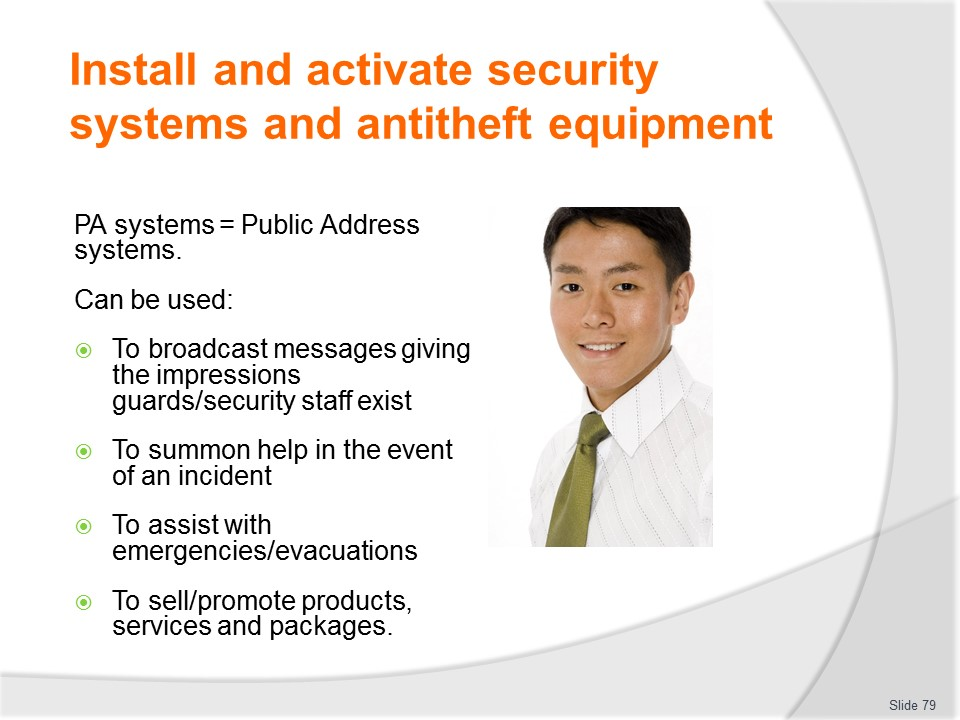 Install and activate security
systems and antitheft equipment
PA systems = Public Address
systems.
Can be used:
To broadcast messages giving
the impressions
guards/security staff exist
To summon help in the event
of an incident
To assist with
emergencies/evacuations
To sell/promote products,
services and packages.
Slide 79